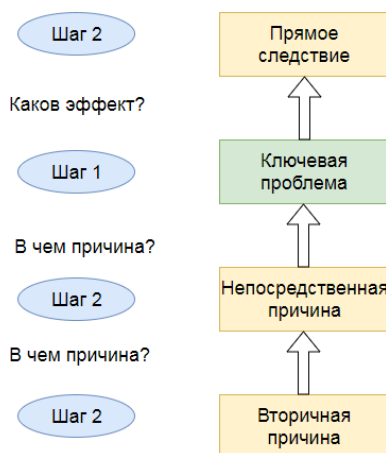 Шаг 2
Прямое
следствие
Каков эффект?
Шаг 1
Ключевая
проблема
В чем причина?
Шаг 2
Непосредственная
причина
В чем причина?
Шаг 2
Вторичная
причина